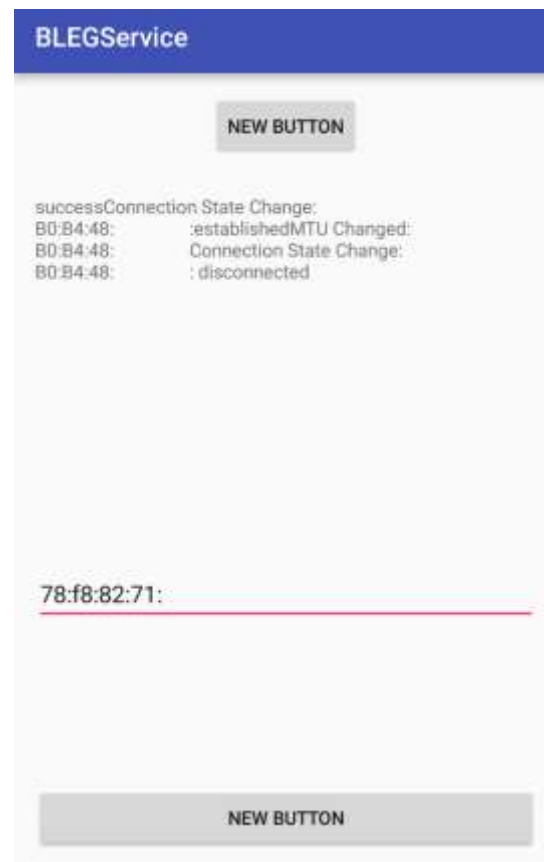 BLEGService
NEW BUTTON
successConnection State Change:
B0:B4:48: :establishedMTU Changed:
B0:B4:48: Connection State Change:
B0:B4:48: : disconnected
78:f8:82:71:
NEW BUTTON